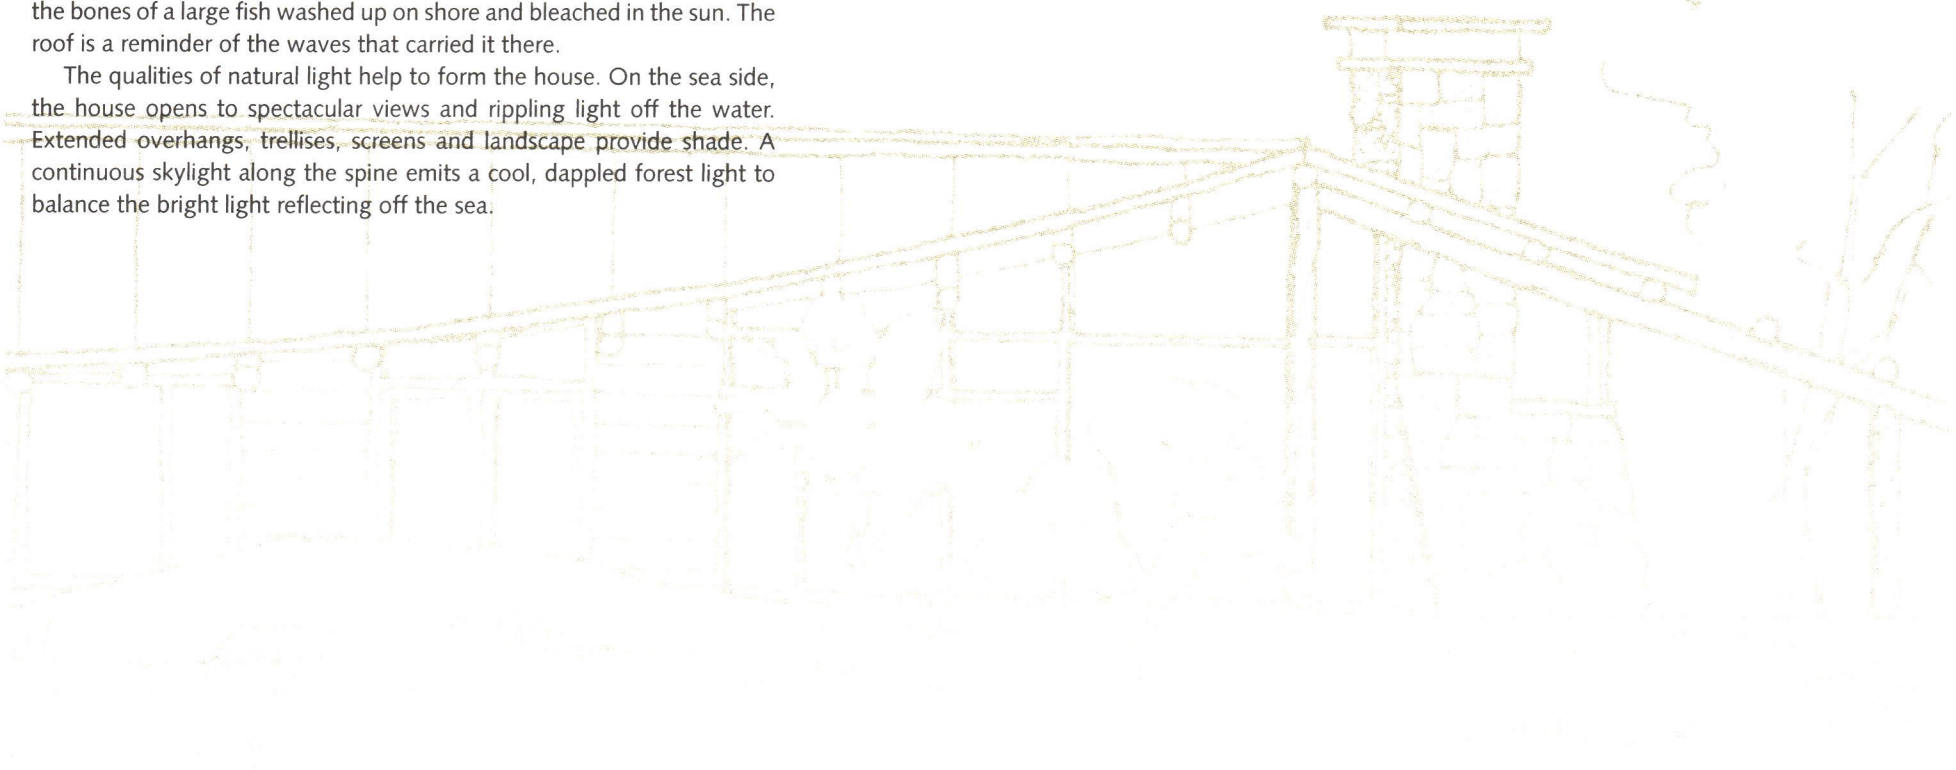 the bones of a large fish washed up on shore and bleached in the sun. The
roof is a reminder of the waves that carried it there.
The qualities of natural light help to form the house. On the sea side,
the house opens to spectacular views and rippling light off the water.
Extended overhangs, trellises, screens and landscape provide shade. A
continuous skylight along the spine emits a cool, dappled forest light to
balance the bright light reflecting off the sea.